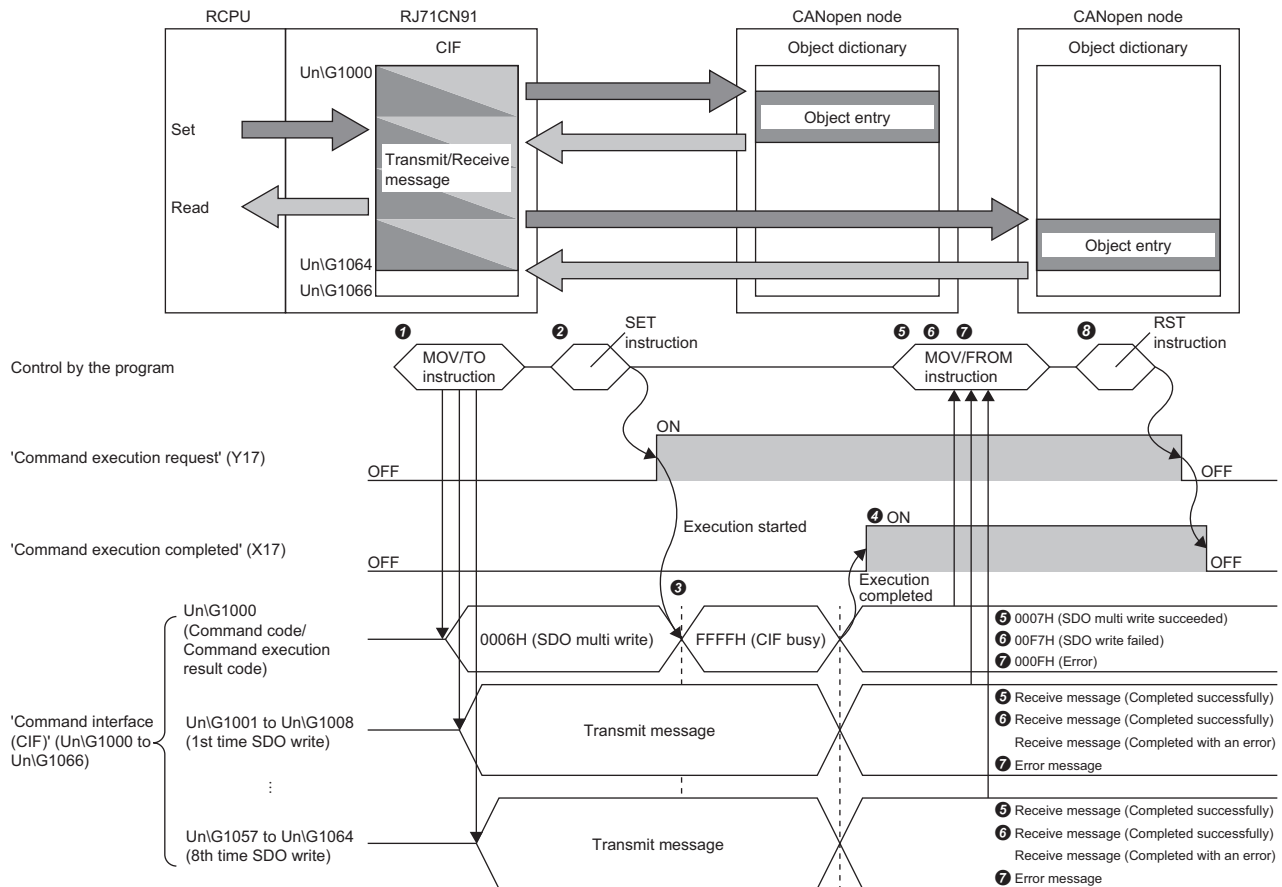 RCPU
RJ71CN91
CANopen node
CANopen node
CIF
Object dictionary
Object dictionary
Un\G1000
Object entry
Set
Transmit/Receive
message
Read
Object entry
Un\G1064
Un\G1066
Control by the program
❶
MOV/TO
instruction
❷
SET
instruction
❺ ❻ ❼
MOV/FROM
instruction
❽
RST
instruction
'Command execution request' (Y17)
OFF
ON
OFF
Execution started
'Command execution completed' (X17)
OFF
❹ ON
OFF
Execution
completed
❸
'Command interface
(CIF)' (Un\G1000 to
Un\G1066)
Un\G1000
(Command code/
Command execution
result code)
0006H (SDO multi write)
FFFFH (CIF busy)
❺ 0007H (SDO multi write succeeded)
❻ 00F7H (SDO write failed)
❼ 000FH (Error)
Un\G1001 to Un\G1008
(1st time SDO write)
Transmit message
❺ Receive message (Completed successfully)
❻ Receive message (Completed successfully)
Receive message (Completed with an error)
❼ Error message
...
Un\G1057 to Un\G1064
(8th time SDO write)
Transmit message
❺ Receive message (Completed successfully)
❻ Receive message (Completed successfully)
Receive message (Completed with an error)
❼ Error message